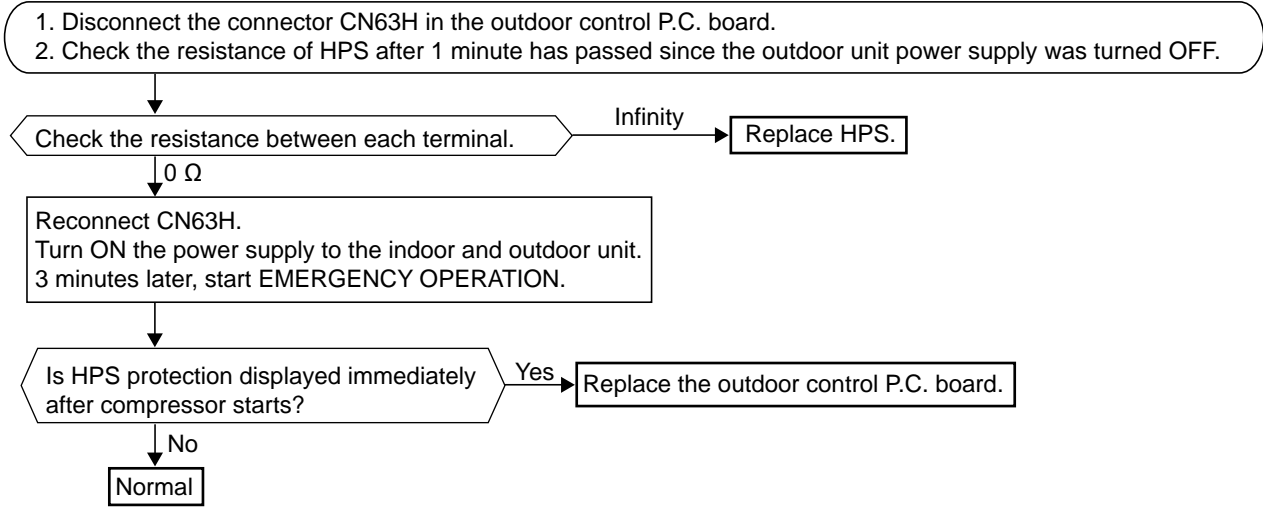 1. Disconnect the connector CN63H in the outdoor control P.C. board.
2. Check the resistance of HPS after 1 minute has passed since the outdoor unit power supply was turned OFF.
Check the resistance between each terminal.
Infinity
Replace HPS.
0 Ω
Reconnect CN63H.
Turn ON the power supply to the indoor and outdoor unit.
3 minutes later, start EMERGENCY OPERATION.
Is HPS protection displayed immediately
after compressor starts?
Yes
Replace the outdoor control P.C. board.
No
Normal